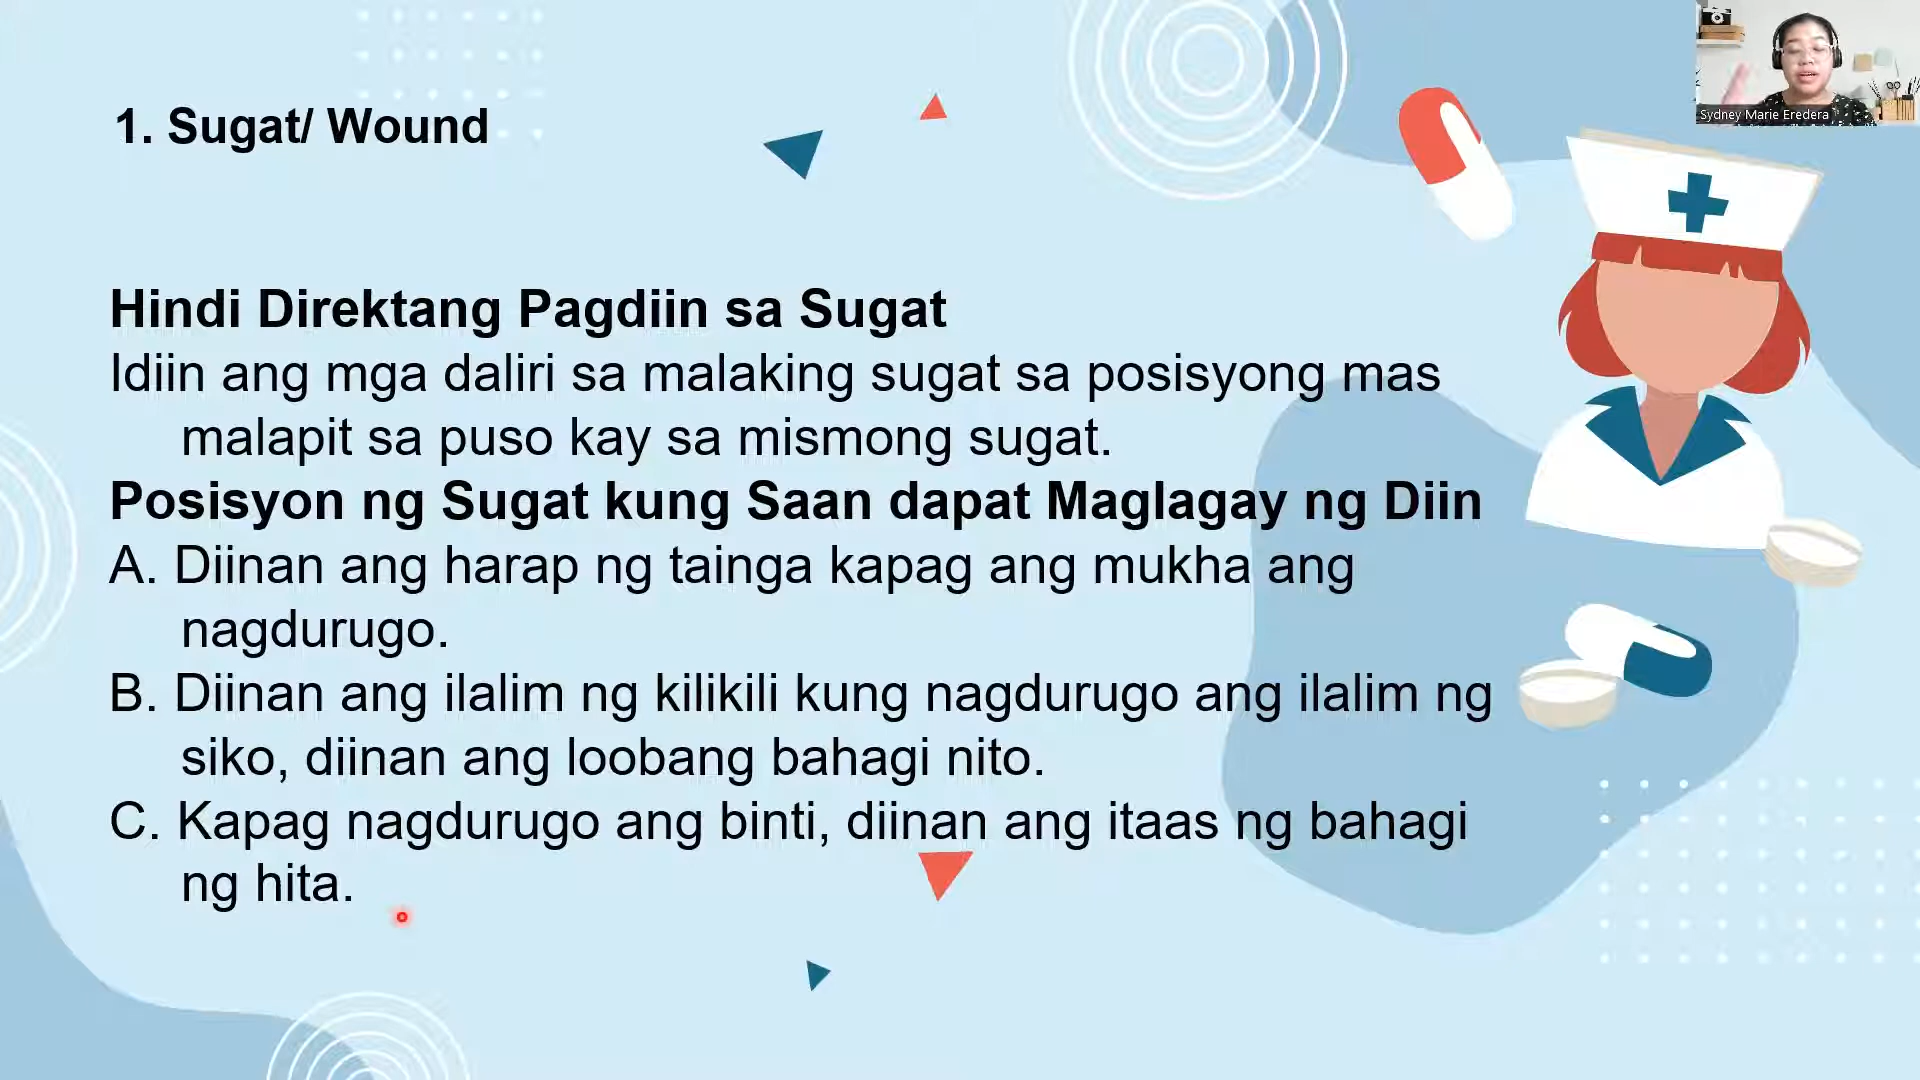 Sydney Marie Eredera
1. Sugat/ Wound
Hindi Direktang Pagdiin sa Sugat
Idiin ang mga daliri sa malaking sugat sa posisyong mas
malapit sa puso kay sa mismong sugat.
Posisyon ng Sugat kung Saan dapat Maglagay ng Diin
A. Diinan ang harap ng tainga kapag ang mukha ang
nagdurugo.
B. Diinan ang ilalim ng kilikili kung nagdurugo ang ilalim ng
siko, diinan ang loobang bahagi nito.
C. Kapag nagdurugo ang binti, diinan ang itaas ng bahagi
ng hita.